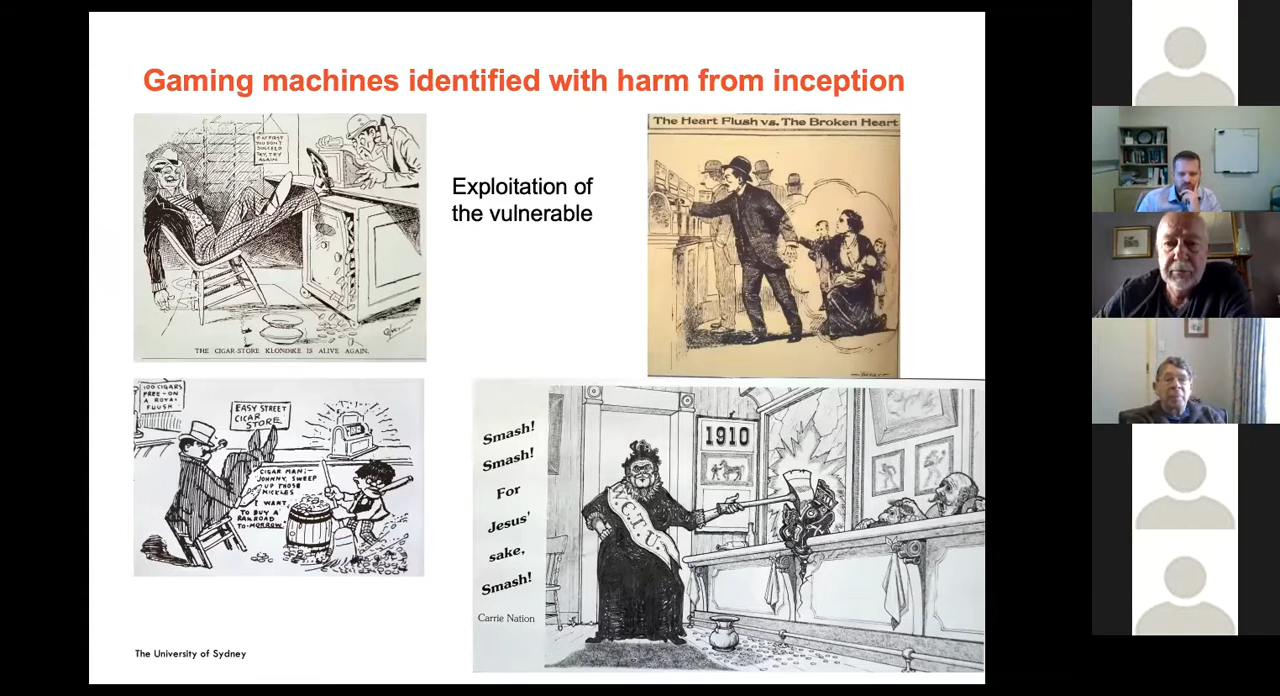 Gaming machines identified with harm from inception
IF AT FIRST
YOU DON'T
SUCCEED
TRY, TRY
AGAIN
THE CIGAR-STORE KLONDIKE IS ALIVE AGAIN.
Exploitation of
the vulnerable
The Heart Flush vs. The Broken Heart
100 CIGARS
FREE-ON
A ROYAL
FLUSH
EASY STREET
CIGAR
STORE
CIGAR MAN:-
"JOHNNY, SWEEP
UP THOSE
NICKLES
I WANT
TO BUY A
RAILROAD
TO-MORROW"
Smash!
Smash!
For
Jesus'
sake,
Smash!
Carrie Nation
W.C.T.U.
1910
The University of Sydney